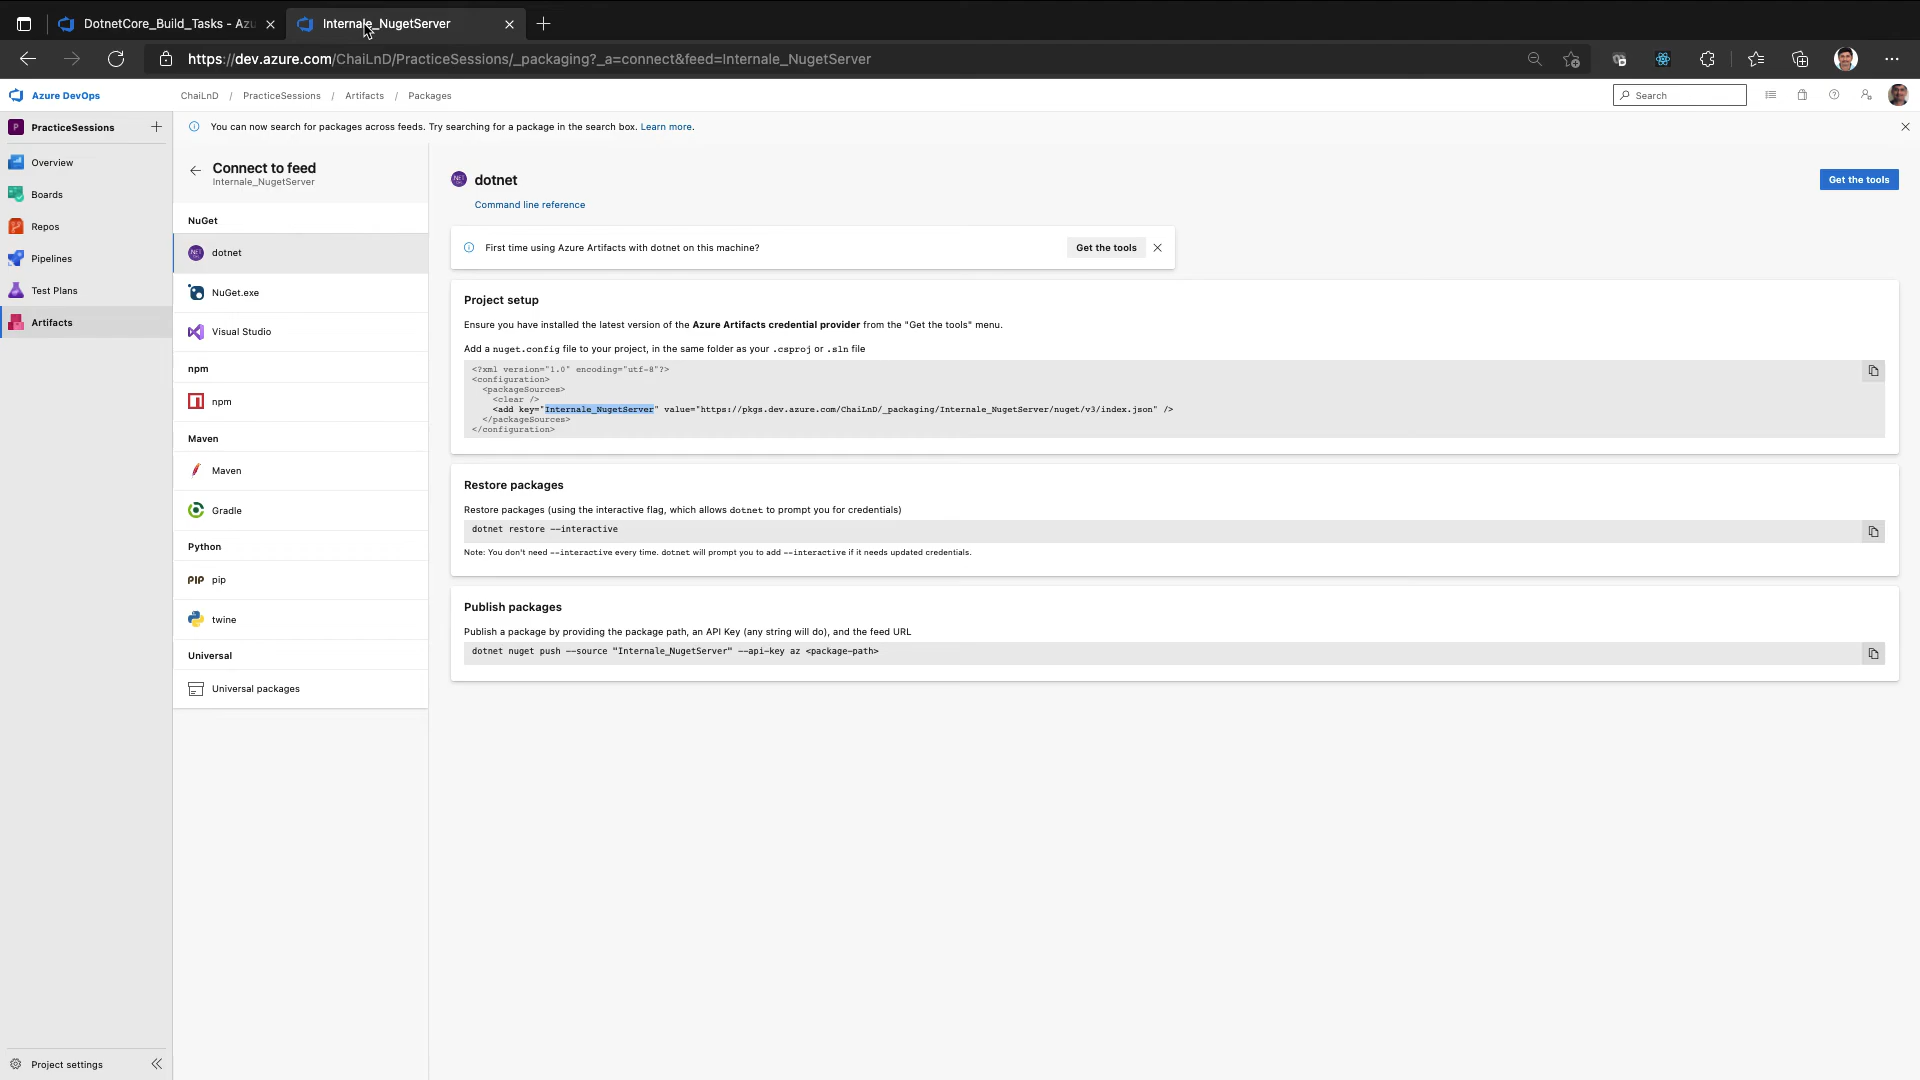 DotnetCore_Build_Tasks - Az
Internale_NugetServer
https://dev.azure.com/ChaiLnD/PracticeSessions/_packaging?_a=connect&feed=Internale_NugetServer
Azure DevOps
ChaiLnD / PracticeSessions / Artifacts / Packages
Search
P PracticeSessions
You can now search for packages across feeds. Try searching for a package in the search box. Learn more.
Overview
Boards
Repos
Pipelines
Test Plans
Artifacts
Project settings
Connect to feed
Internale_NugetServer
NuGet
dotnet
NuGet.exe
Visual Studio
npm
npm
Maven
Maven
Gradle
Python
PIP pip
twine
Universal
Universal packages
dotnet
Get the tools
Command line reference
First time using Azure Artifacts with dotnet on this machine?
Get the tools
Project setup
Ensure you have installed the latest version of the Azure Artifacts credential provider from the "Get the tools" menu.
Add a nuget.config file to your project, in the same folder as your .csproj or .sln file
<?xml version="1.0" encoding="utf-8"?>
<configuration>
<packageSources>
<clear />
<add key="Internale_NugetServer" value="https://pkgs.dev.azure.com/ChaiLnD/_packaging/Internale_NugetServer/nuget/v3/index.json" />
</packageSources>
</configuration>
Restore packages
Restore packages (using the interactive flag, which allows dotnet to prompt you for credentials)
dotnet restore --interactive
Note: You don't need --interactive every time. dotnet will prompt you to add --interactive if it needs updated credentials.
Publish packages
Publish a package by providing the package path, an API Key (any string will do), and the feed URL
dotnet nuget push --source "Internale_NugetServer" --api-key az <package-path>